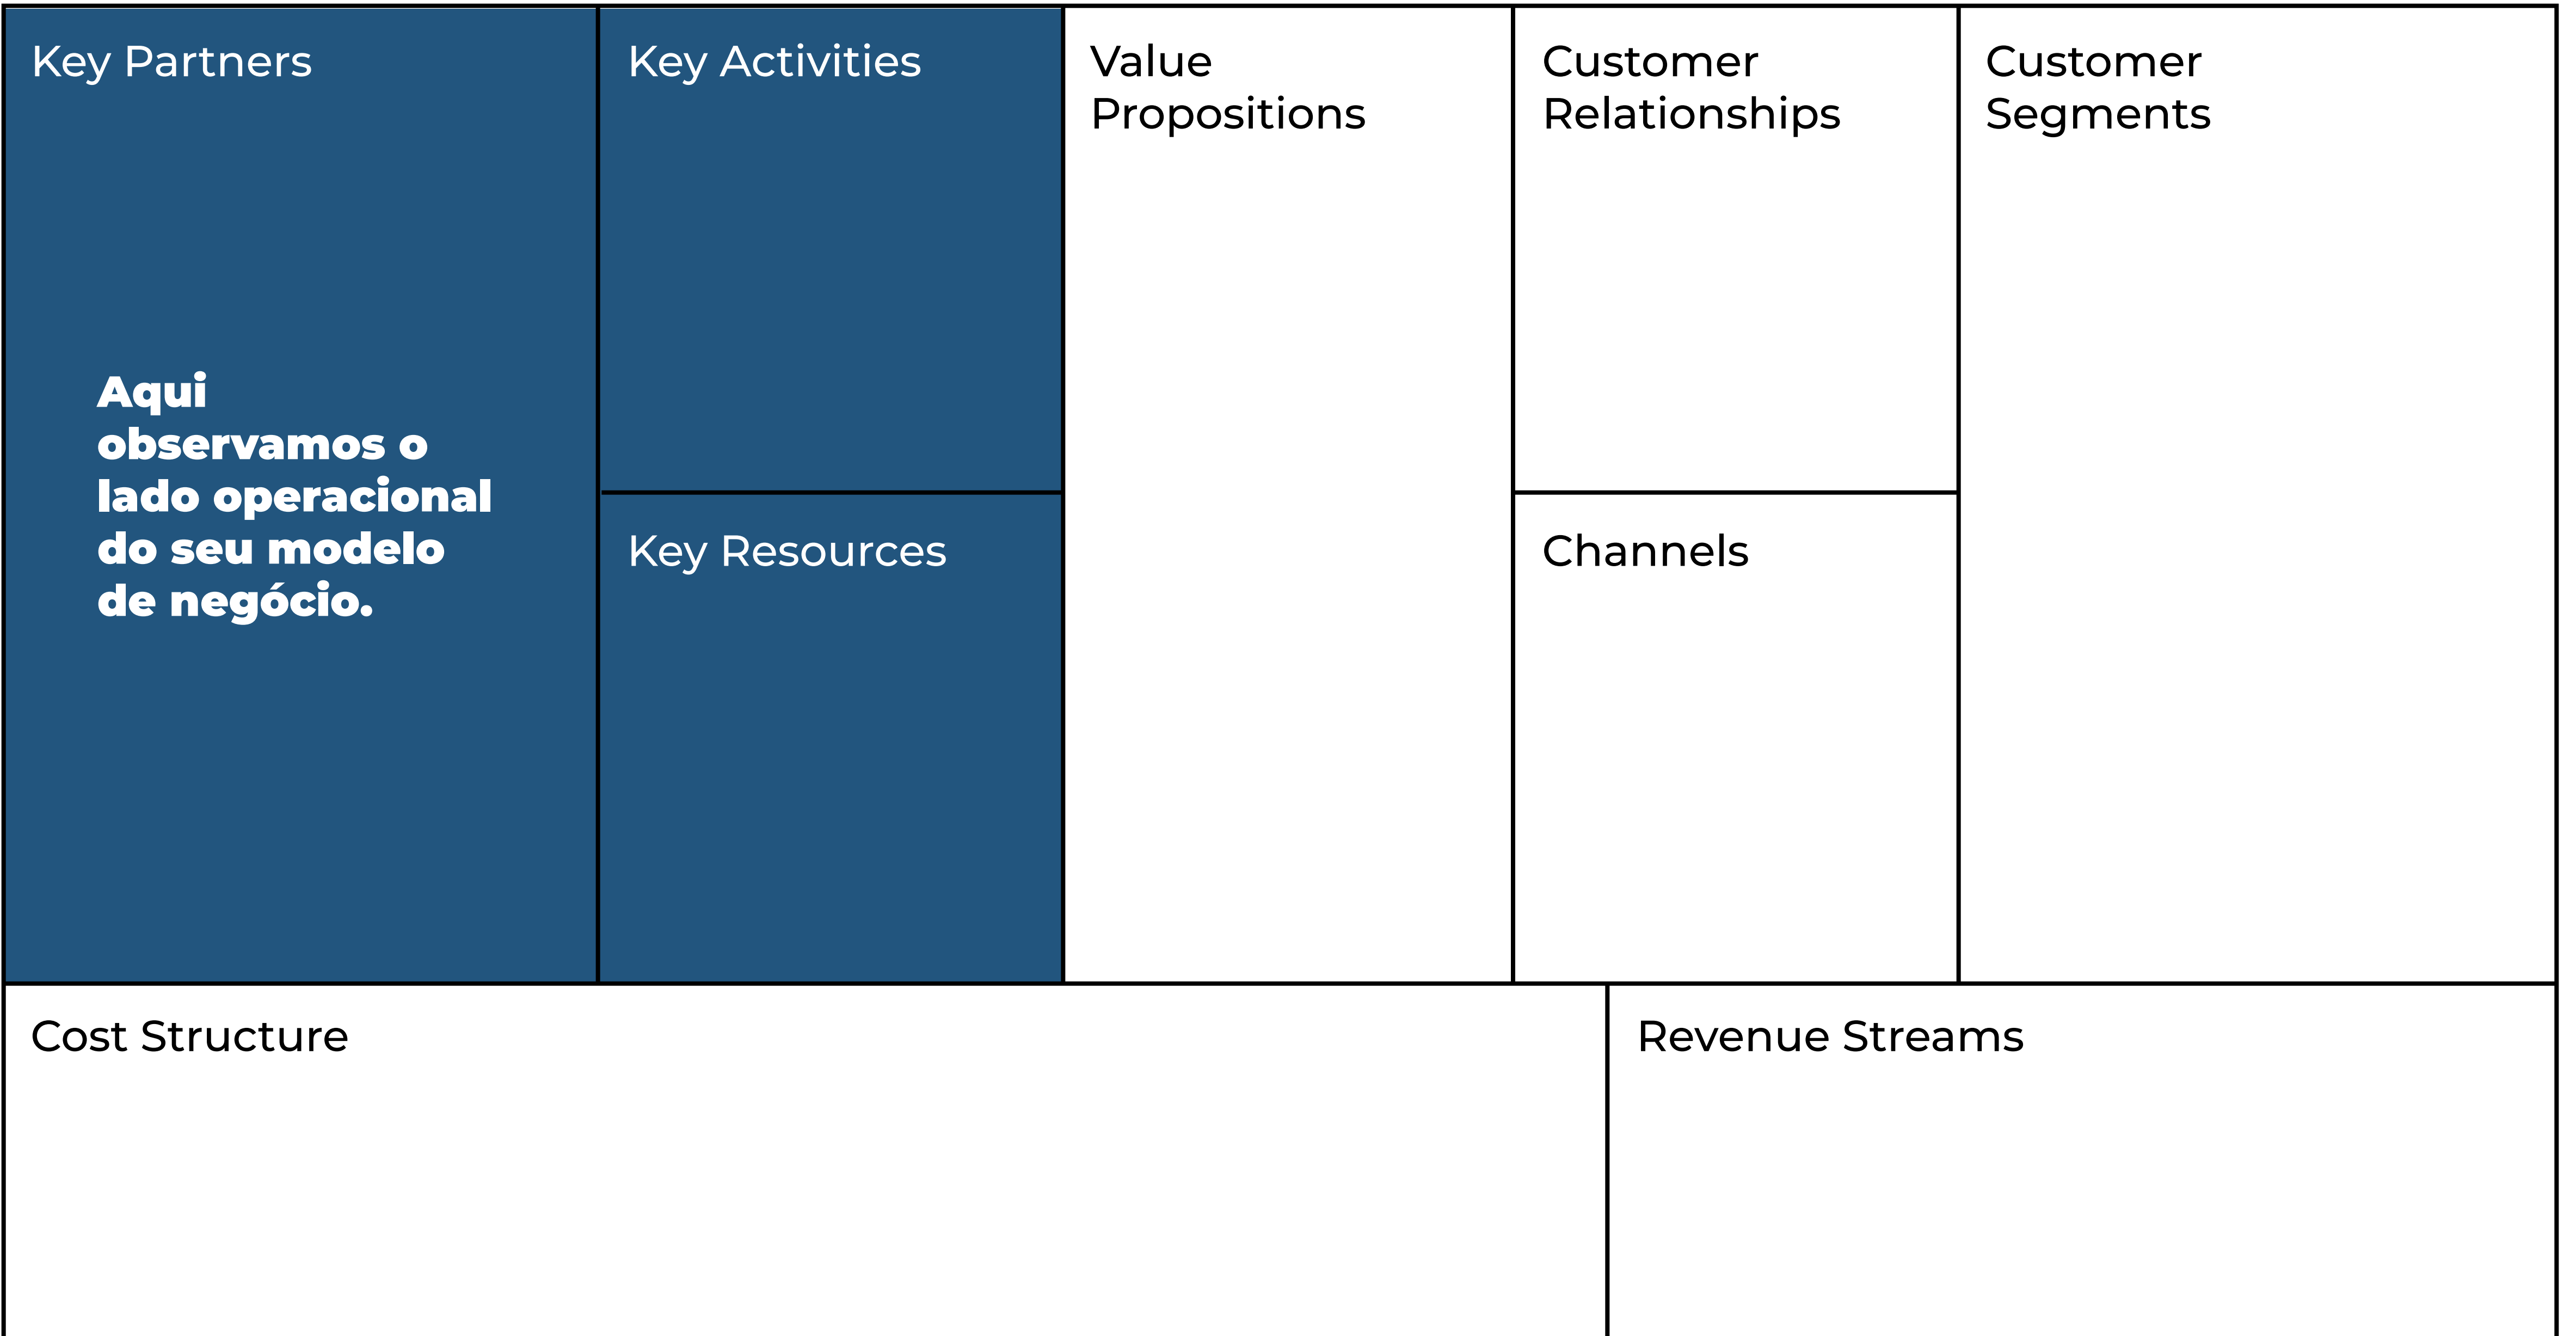 Key Partners
Aqui
observamos o
lado operacional
do seu modelo
de negócio.
Key Activities
Key Resources
Value
Propositions
Customer
Relationships
Channels
Customer
Segments
Cost Structure
Revenue Streams